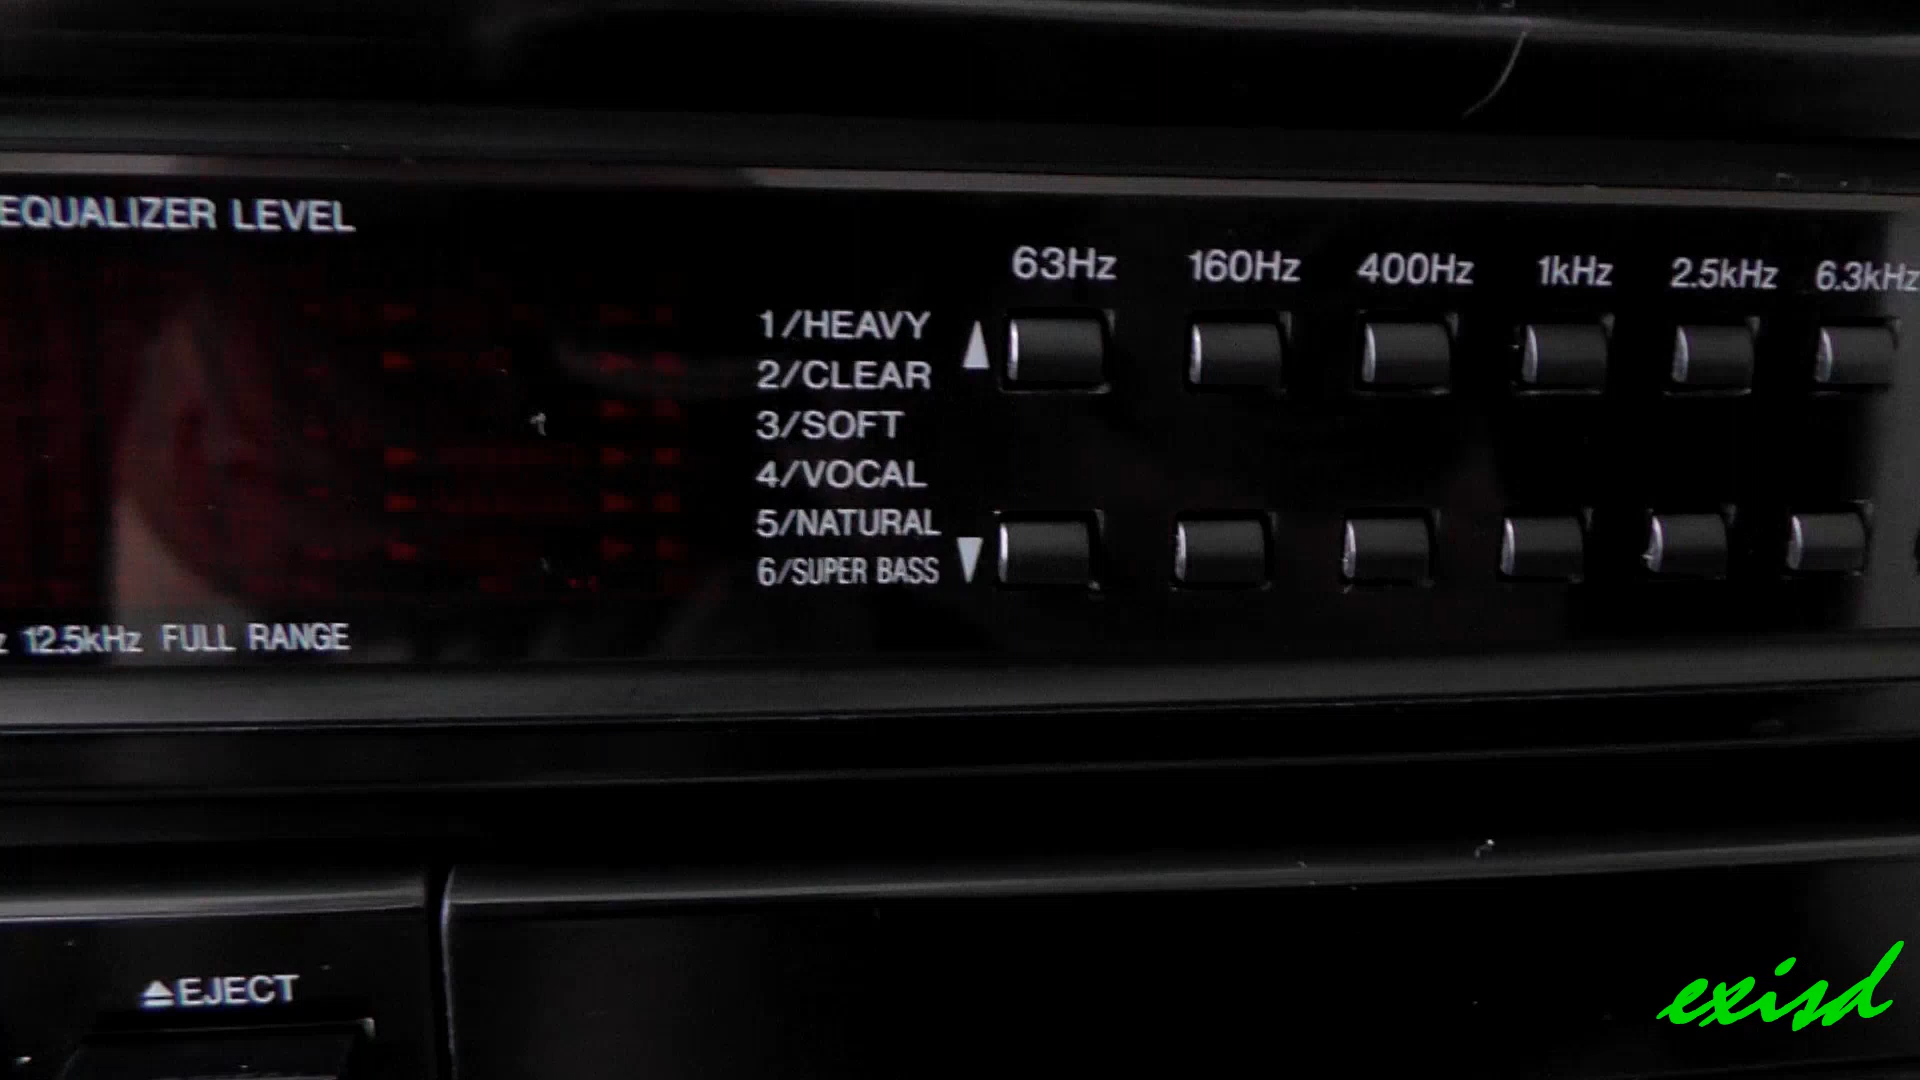 EQUALIZER LEVEL
63Hz 160Hz 400Hz 1kHz 2.5kHz 6.3kHz
1/HEAVY
2/CLEAR
3/SOFT
4/VOCAL
5/NATURAL
6/SUPER BASS
12.5kHz FULL RANGE
▲EJECT
exisd